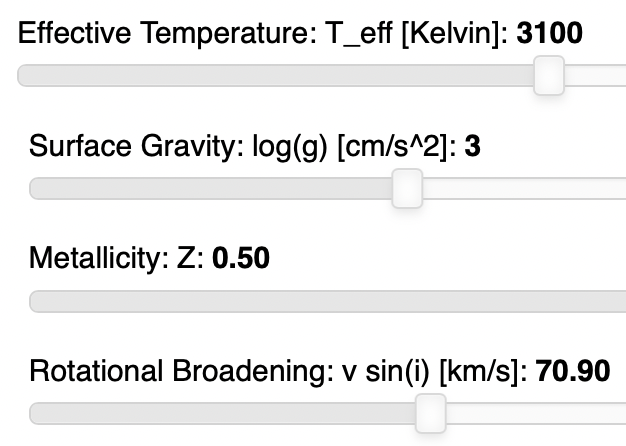 Effective Temperature: T_eff [Kelvin]: 3100
Surface Gravity: log(g) [cm/s^2]: 3
Metallicity: Z: 0.50
Rotational Broadening: v sin(i) [km/s]: 70.90